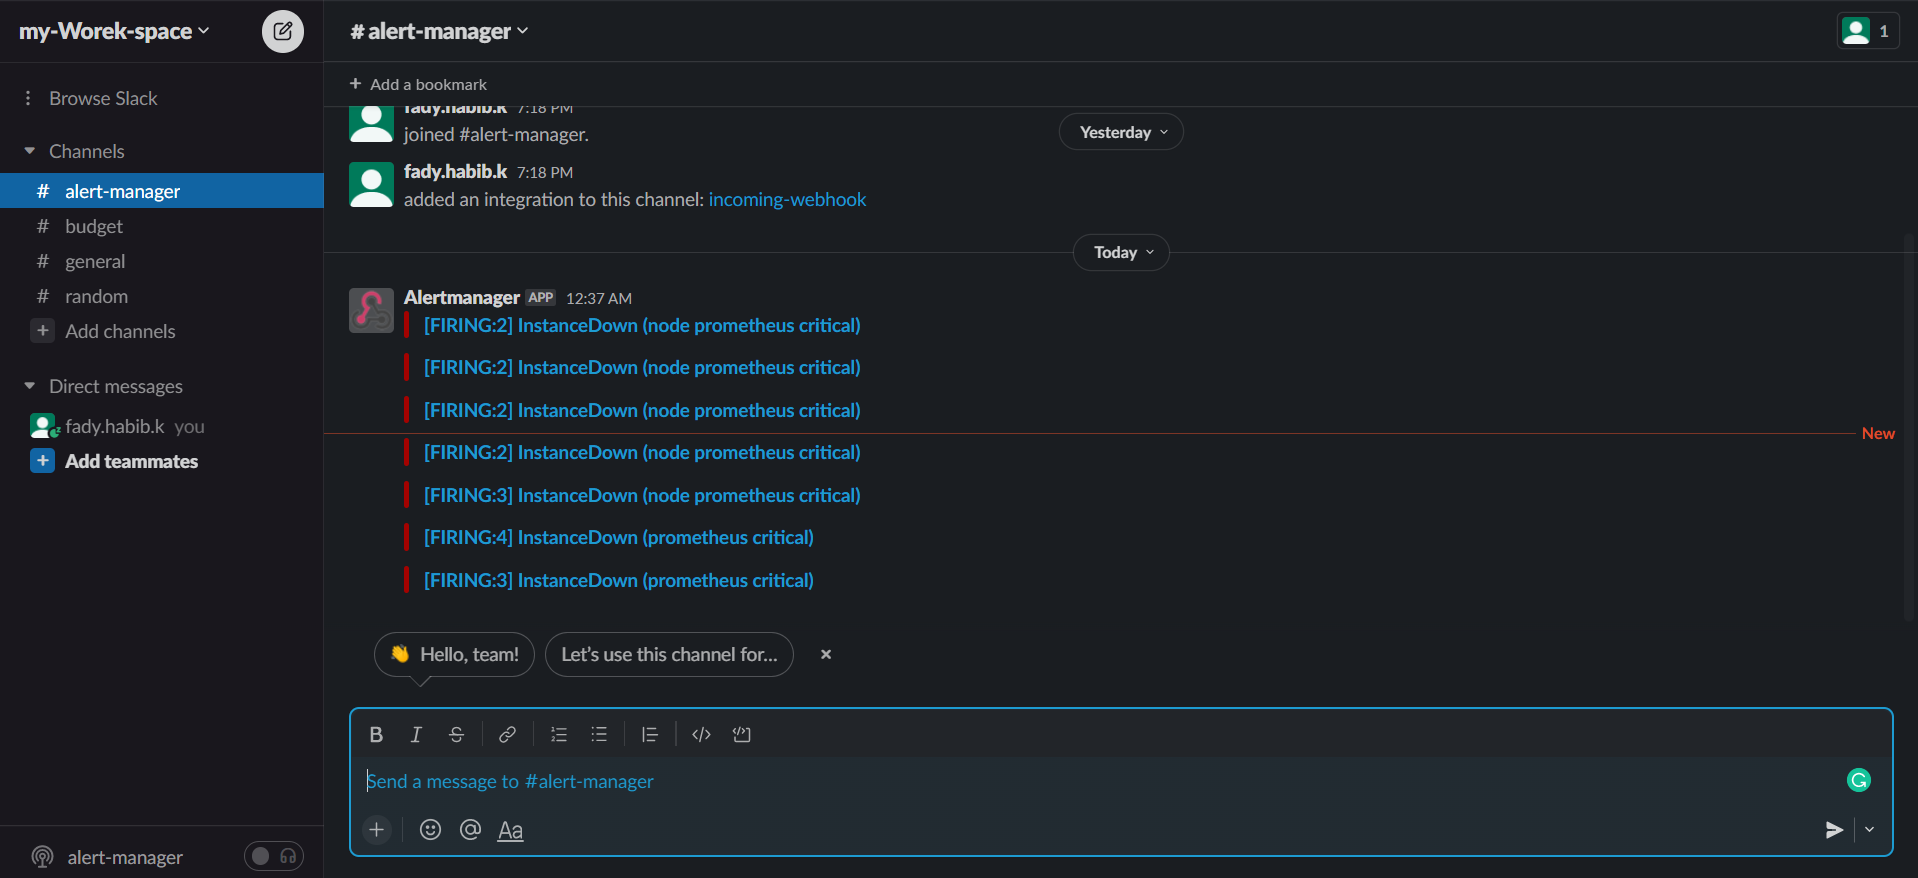 my-Worek-space
Browse Slack
Channels
# alert-manager
# budget
# general
# random
+ Add channels
Direct messages
fady.habib.k you
+ Add teammates
alert-manager
# alert-manager
1
+ Add a bookmark
fady.habib.k 7:18 PM
joined #alert-manager.
Yesterday
fady.habib.k 7:18 PM
added an integration to this channel: incoming-webhook
Today
Alertmanager APP 12:37 AM
[FIRING:2] InstanceDown (node prometheus critical)
[FIRING:2] InstanceDown (node prometheus critical)
[FIRING:2] InstanceDown (node prometheus critical)
New
[FIRING:2] InstanceDown (node prometheus critical)
[FIRING:3] InstanceDown (node prometheus critical)
[FIRING:4] InstanceDown (prometheus critical)
[FIRING:3] InstanceDown (prometheus critical)
👋 Hello, team!
Let's use this channel for...
B I S
Send a message to #alert-manager
+ @ Aa